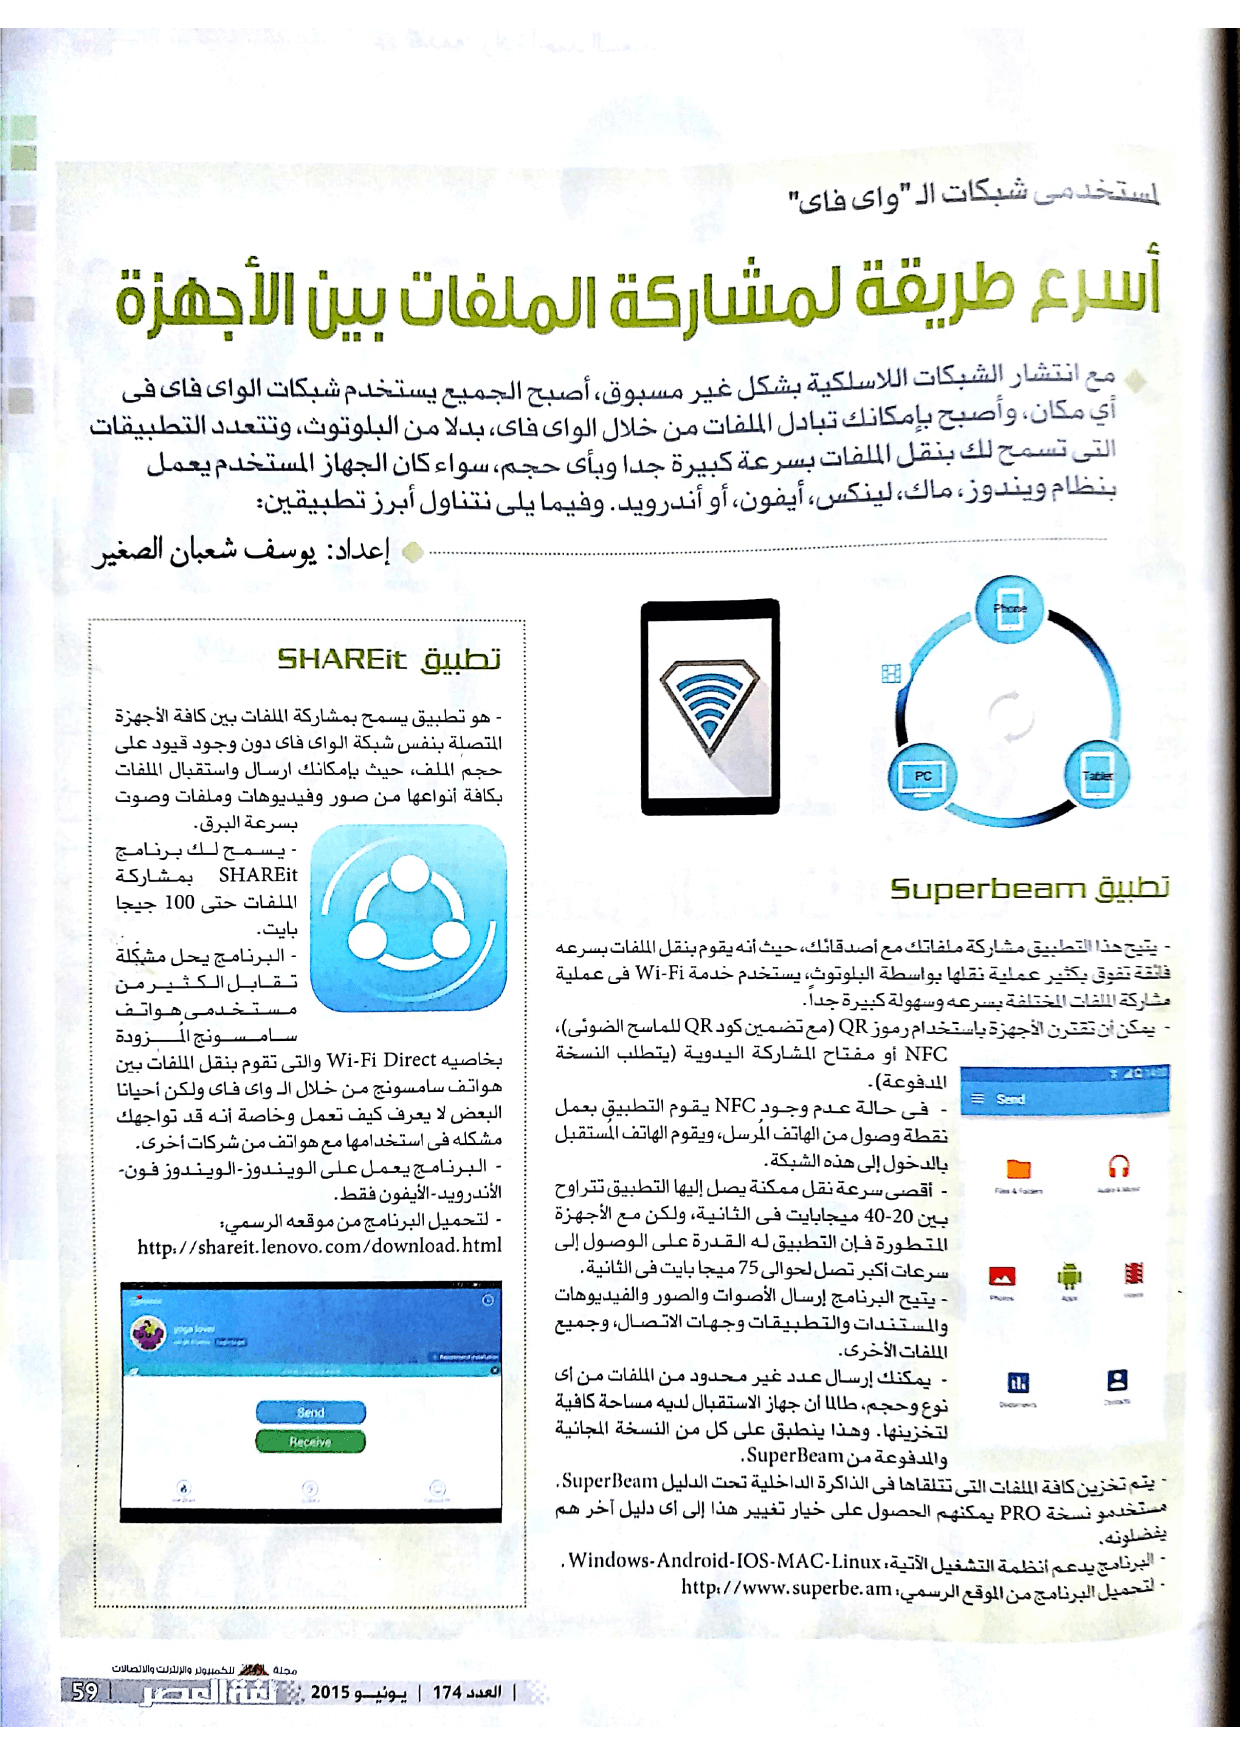 لمستخدمى شبكات الـ "واى فاى"
أسرع طريقة لمشاركة الملفات بين الأجهزة
مع انتشار الشبكات اللاسلكية بشكل غير مسبوق، أصبح الجميع يستخدم شبكات الواى فاى فى
أي مكان، وأصبح بإمكانك تبادل الملفات من خلال الواى فاى، بدلا من البلوتوث، وتتعدد التطبيقات
التى تسمح لك بنقل الملفات بسرعة كبيرة جدا وبأى حجم، سواء كان الجهاز المستخدم يعمل
بنظام ويندوز، ماك، لينكس، أيفون، أو أندرويد. وفيما يلى نتناول أبرز تطبيقين:
إعداد: يوسف شعبان الصغير
Phone
PC
Tablet
تطبيق Superbeam
- يتيح هذا التطبيق مشاركة ملفاتك مع أصدقائك، حيث أنه يقوم بنقل الملفات بسرعه
فائقة تفوق بكثير عملية نقلها بواسطة البلوتوث، يستخدم خدمة Wi-Fi فى عملية
مشاركة الملفات المختلفة بسرعه وسهولة كبيرة جداً.
- يمكن أن تقترن الأجهزة باستخدام رموز QR (مع تضمين كود QR للماسح الضوئى)،
NFC أو مفتاح المشاركة اليدوية (يتطلب النسخة
المدفوعة).
- فى حالة عدم وجود NFC يقوم التطبيق بعمل
نقطة وصول من الهاتف المُرسل، ويقوم الهاتف المُستقبل
بالدخول إلى هذه الشبكة.
- أقصى سرعة نقل ممكنة يصل إليها التطبيق تتراوح
بين 20-40 ميجابايت فى الثانية، ولكن مع الأجهزة
المتطورة فإن التطبيق له القدرة على الوصول إلى
سرعات أكبر تصل لحوالى 75 ميجا بايت فى الثانية.
- يتيح البرنامج إرسال الأصوات والصور والفيديوهات
والمستندات والتطبيقات وجهات الاتصال، وجميع
الملفات الأخرى.
- يمكنك إرسال عدد غير محدود من الملفات من أى
نوع وحجم، طالما ان جهاز الاستقبال لديه مساحة كافية
لتخزينها. وهذا ينطبق على كل من النسخة المجانية
والمدفوعة من SuperBeam.
- يتم تخزين كافة الملفات التى تتلقاها فى الذاكرة الداخلية تحت الدليل SuperBeam.
مستخدمو نسخة PRO يمكنهم الحصول على خيار تغيير هذا إلى أى دليل آخر هم
يفضلونه.
- البرنامج يدعم أنظمة التشغيل الآتية: Windows-Android-IOS-MAC-Linux.
- لتحميل البرنامج من الموقع الرسمي: http://www.superbe.am
Send
Files & Folders
Photos
Apps
تطبيق SHAREit
- هو تطبيق يسمح بمشاركة الملفات بين كافة الأجهزة
المتصلة بنفس شبكة الواى فاى دون وجود قيود على
حجم الملف، حيث بإمكانك ارسال واستقبال الملفات
بكافة أنواعها من صور وفيديوهات وملفات وصوت
بسرعة البرق.
- يسمح لك برنامج
SHAREit بمشاركة
الملفات حتى 100 جيجا
بايت.
- البرنامج يحل مشكلة
تقابل الكثير من
مستخدمى هواتف
سامسونج المزودة
بخاصيه Wi-Fi Direct والتى تقوم بنقل الملفات بين
هواتف سامسونج من خلال الـ واى فاى ولكن أحيانا
البعض لا يعرف كيف تعمل وخاصة أنه قد تواجهك
مشكله فى استخدامها مع هواتف من شركات أخرى.
- البرنامج يعمل على الويندوز-الويندوز فون-
الأندرويد-الأيفون فقط.
- لتحميل البرنامج من موقعه الرسمي:
http://shareit.lenovo.com/download.html
yoga lover
Send
Receive
مجلة الأهرام للكمبيوتر والإنترنت والاتصالات
| العدد 174 | يونيـو 2015 لغة العصر | 59